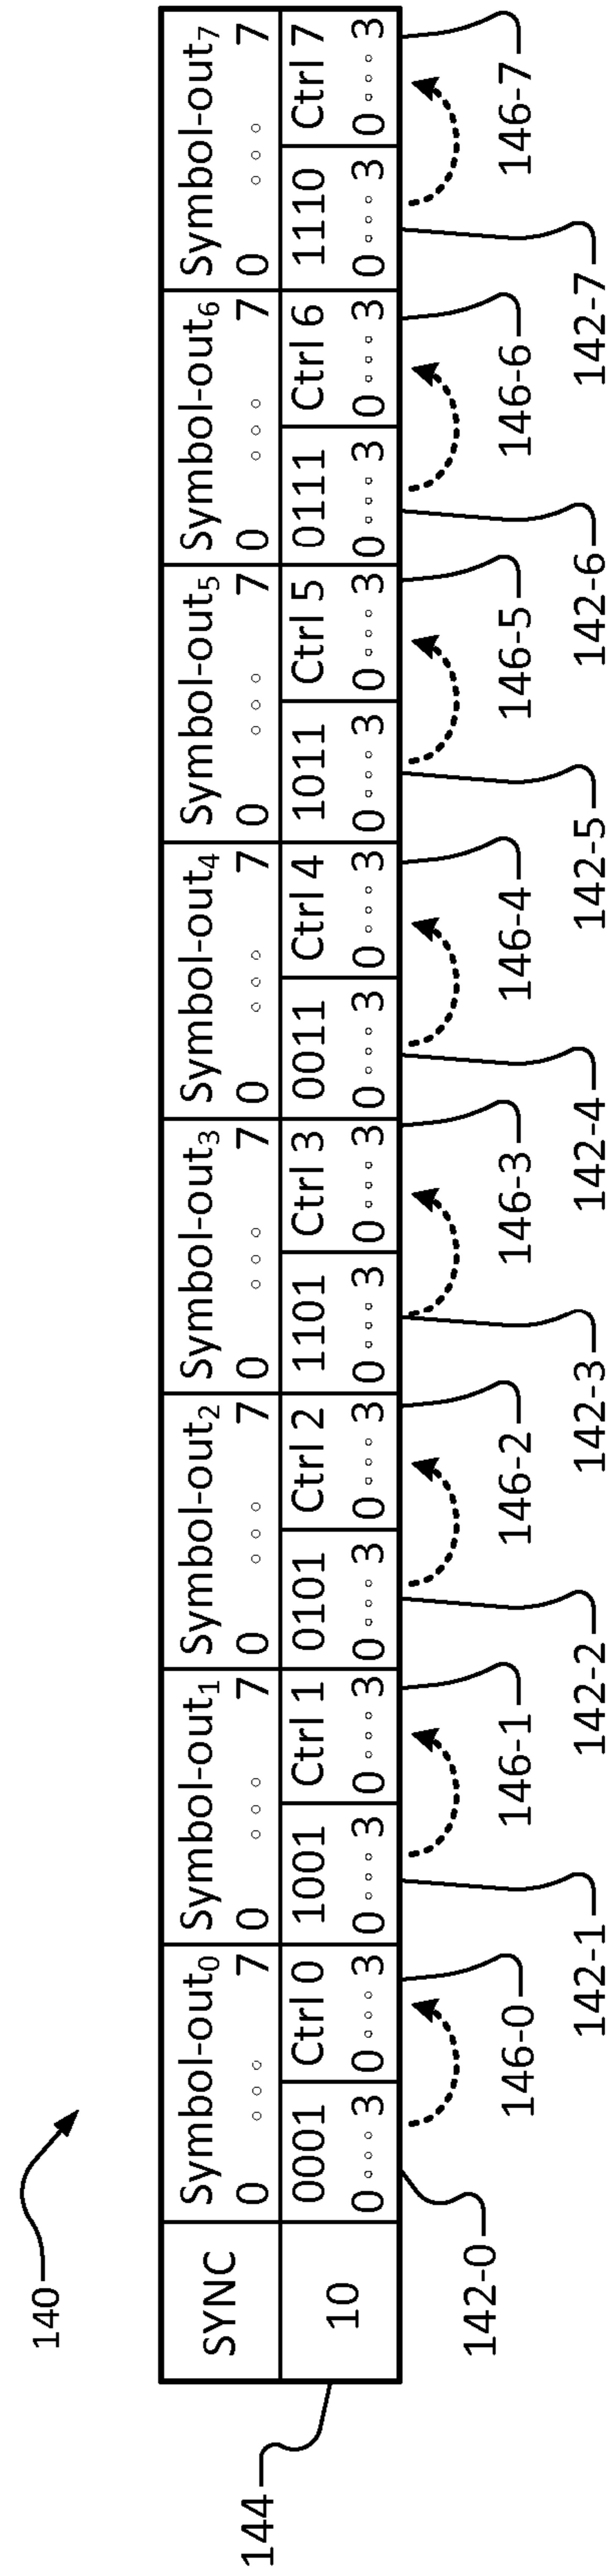 140
SYNC Symbol-out0 Symbol-out1 Symbol-out2 Symbol-out3 Symbol-out4 Symbol-out5 Symbol-out6 Symbol-out7
0 ∘∘∘ 7 0 ∘∘∘ 7 0 ∘∘∘ 7 0 ∘∘∘ 7 0 ∘∘∘ 7 0 ∘∘∘ 7 0 ∘∘∘ 7 0 ∘∘∘ 7
10 0001 Ctrl 0 1001 Ctrl 1 0101 Ctrl 2 1101 Ctrl 3 0011 Ctrl 4 1011 Ctrl 5 0111 Ctrl 6 1110 Ctrl 7
0∘∘∘3 0∘∘∘3 0∘∘∘3 0∘∘∘3 0∘∘∘3 0∘∘∘3 0∘∘∘3 0∘∘∘3 0∘∘∘3 0∘∘∘3 0∘∘∘3 0∘∘∘3 0∘∘∘3 0∘∘∘3 0∘∘∘3 0∘∘∘3
144
142-0 146-0 146-1 146-2 146-3 146-4 146-5 146-6 146-7
142-1 142-2 142-3 142-4 142-5 142-6 142-7